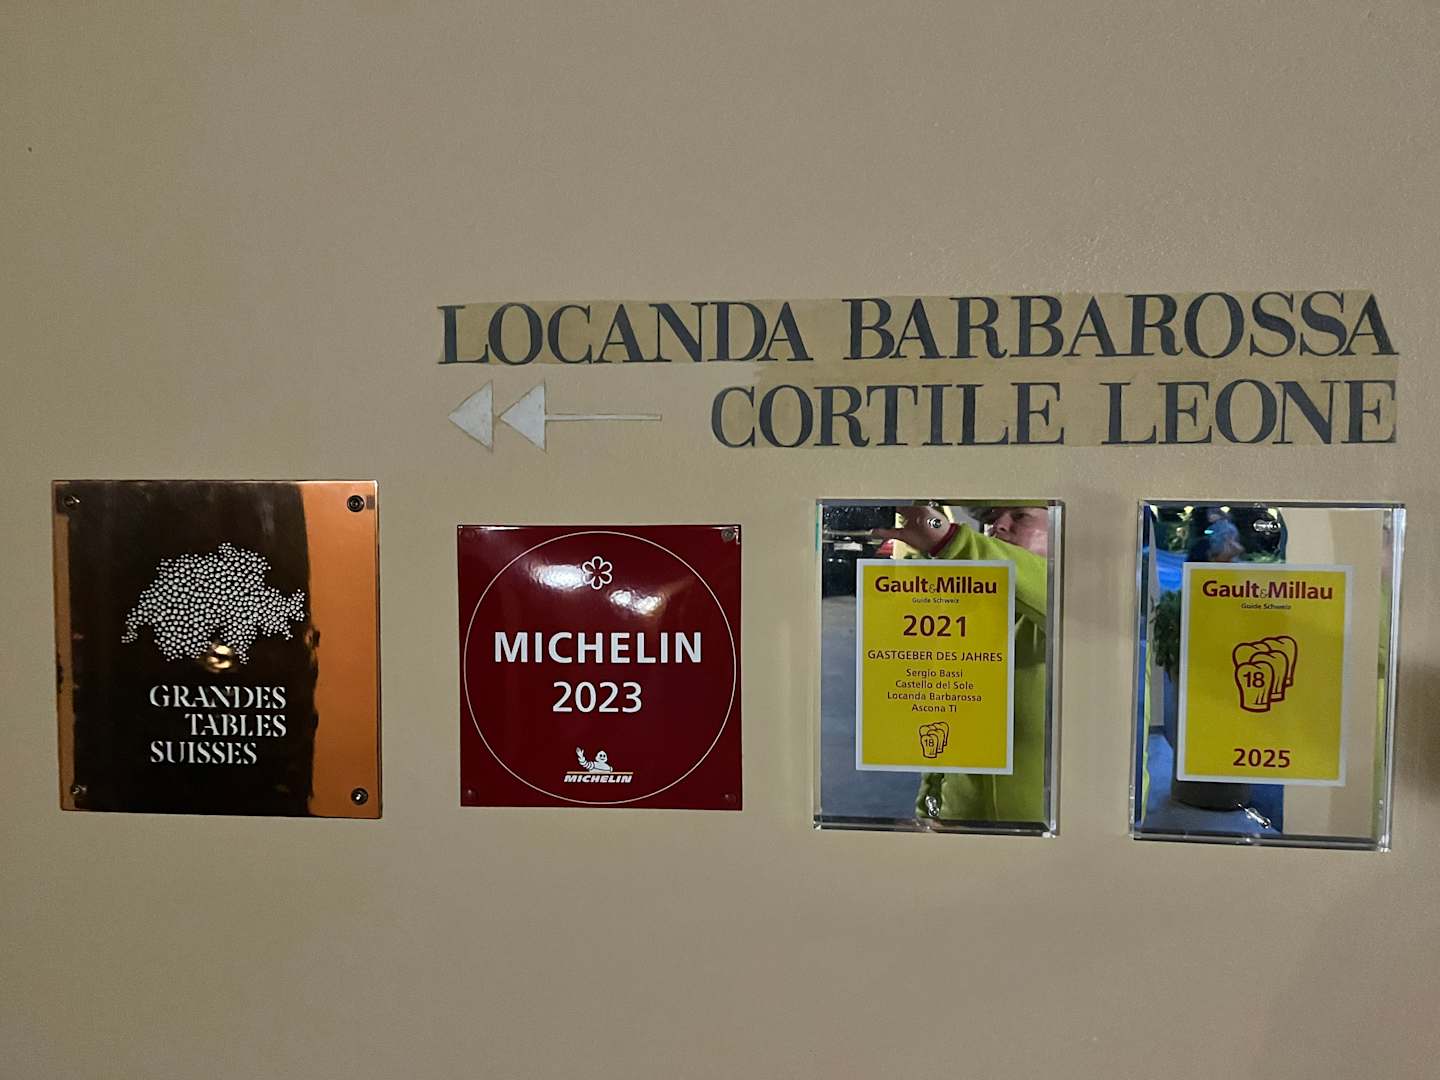 LOCANDA BARBAROSSA
CORTILE LEONE
GRANDES
TABLES
SUISSES
MICHELIN
2023
MICHELIN
Gault&Millau
Guide Schweiz
2021
GASTGEBER DES JAHRES
Sergio Bassi
Castello del Sole
Locanda Barbarossa
Ascona TI
18
Gault&Millau
Guide Schweiz
18
2025